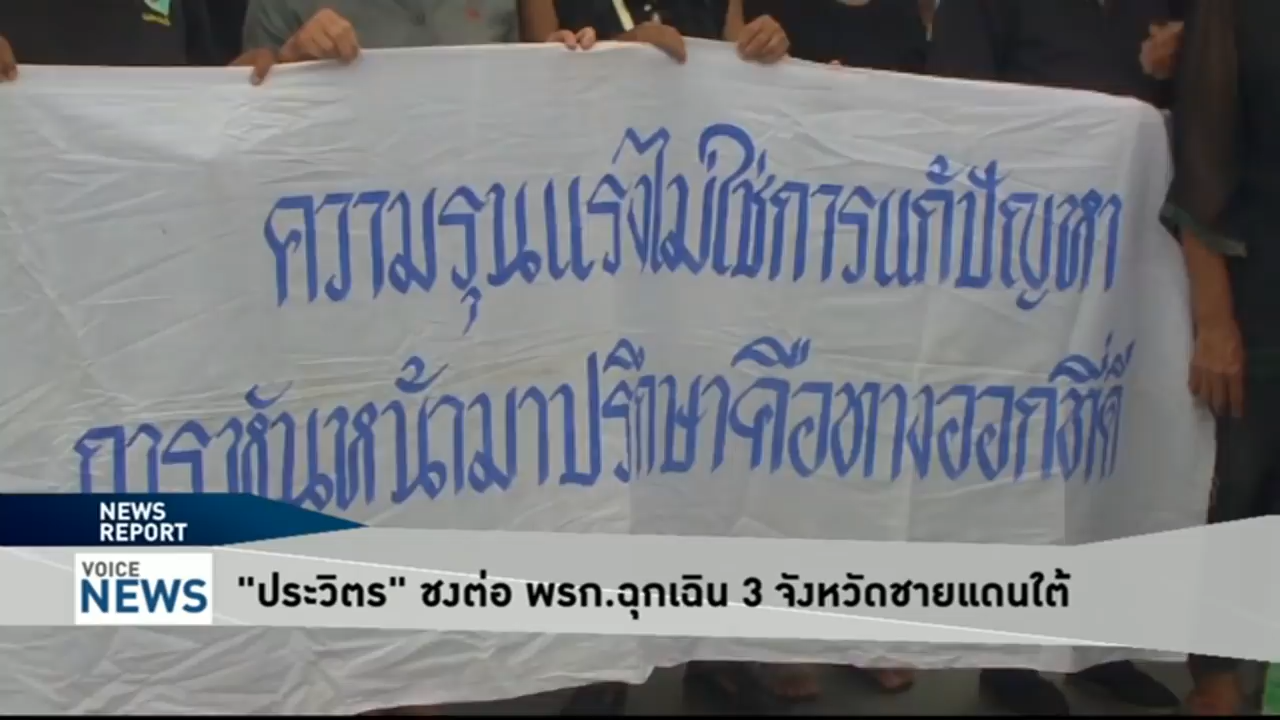 ความรุนแรงไม่ใช่การแก้ปัญหา
การหันหน้ามาปรึกษาคือทางออกที่ดี
NEWS
REPORT
VOICE
NEWS
"ประวิตร" ชงต่อ พรก.ฉุกเฉิน 3 จังหวัดชายแดนใต้